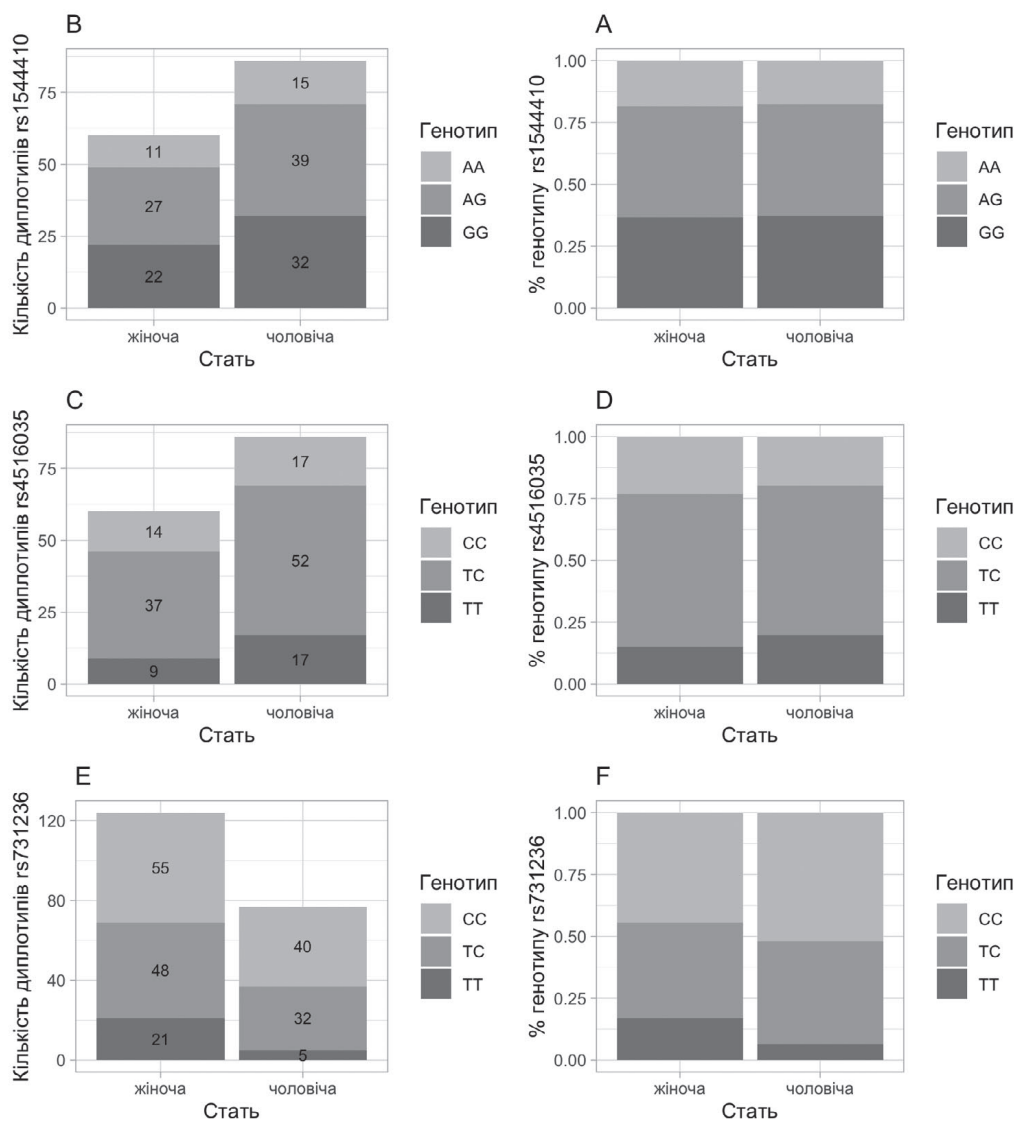 B
Кількість диплотипів rs1544410
75
50
25
0
15
39
32
11
27
22
жіноча
чоловіча
Стать
Генотип
AA
AG
GG
A
% генотипу rs1544410
1.00
0.75
0.50
0.25
0.00
жіноча
чоловіча
Стать
Генотип
AA
AG
GG
C
Кількість диплотипів rs4516035
75
50
25
0
17
52
17
14
37
9
жіноча
чоловіча
Стать
Генотип
CC
TC
TT
D
% генотипу rs4516035
1.00
0.75
0.50
0.25
0.00
жіноча
чоловіча
Стать
Генотип
CC
TC
TT
E
Кількість диплотипів rs731236
120
80
40
0
55
48
21
40
32
5
жіноча
чоловіча
Стать
Генотип
CC
TC
TT
F
% генотипу rs731236
1.00
0.75
0.50
0.25
0.00
жіноча
чоловіча
Стать
Генотип
CC
TC
TT